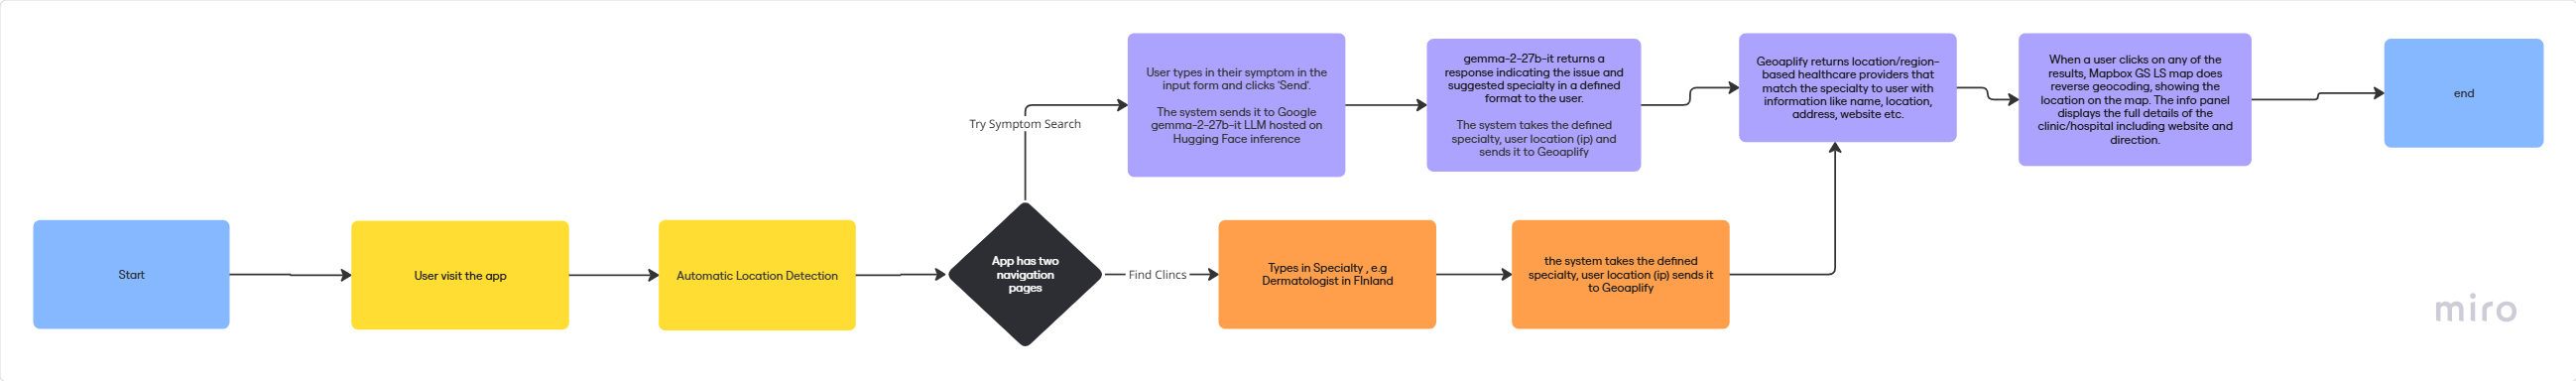 Start
User visit the app
Automatic Location Detection
App has two
navigation
pages
Try Symptom Search
User types in their symptom in the
input form and clicks 'Send'.
The system sends it to Google
gemma-2-27b-it LLM hosted on
Hugging Face inference
gemma-2-27b-it returns a
response indicating the issue and
suggested specialty in a defined
format to the user.
The system takes the defined
specialty, user location (ip) and
sends it to Geoaplify
Geoaplify returns location/region-
based healthcare providers that
match the specialty to user with
information like name, location,
address, website etc.
When a user clicks on any of the
results, Mapbox GS LS map does
reverse geocoding, showing the
location on the map. The info panel
displays the full details of the
clinic/hospital including website and
direction.
end
Find Clincs
Types in Specialty , e.g
Dermatologist in FInland
the system takes the defined
specialty, user location (ip) sends it
to Geoaplify
miro